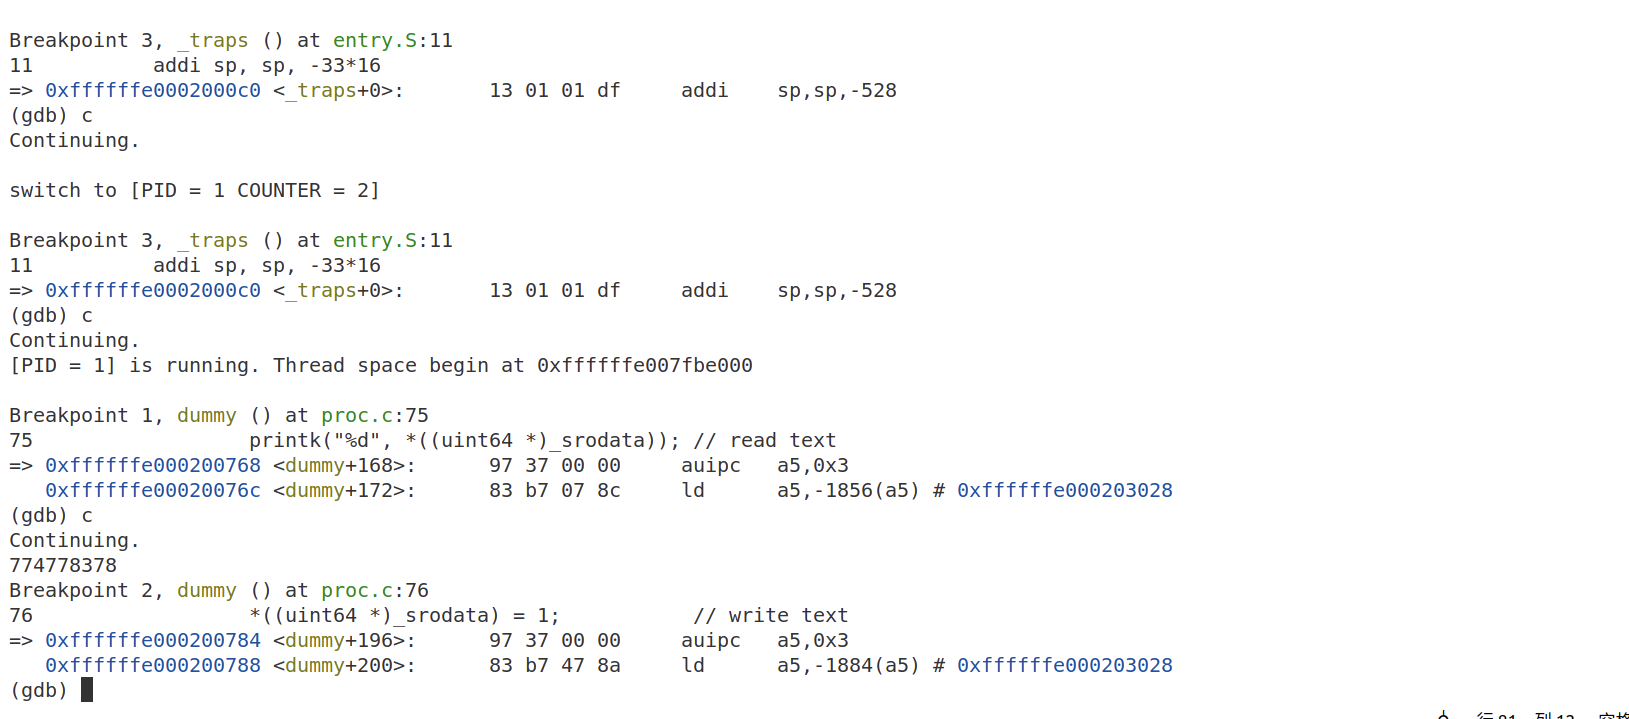 Breakpoint 3, _traps () at entry.S:11
11          addi sp, sp, -33*16
=> 0xffffffe0002000c0 <_traps+0>:       13 01 01 df     addi    sp,sp,-528
(gdb) c
Continuing.
switch to [PID = 1 COUNTER = 2]
Breakpoint 3, _traps () at entry.S:11
11          addi sp, sp, -33*16
=> 0xffffffe0002000c0 <_traps+0>:       13 01 01 df     addi    sp,sp,-528
(gdb) c
Continuing.
[PID = 1] is running. Thread space begin at 0xffffffe007fbe000
Breakpoint 1, dummy () at proc.c:75
75                  printk("%d", *((uint64 *)_srodata)); // read text
=> 0xffffffe000200768 <dummy+168>:      97 37 00 00     auipc   a5,0x3
   0xffffffe00020076c <dummy+172>:      83 b7 07 8c     ld      a5,-1856(a5) # 0xffffffe000203028
(gdb) c
Continuing.
774778378
Breakpoint 2, dummy () at proc.c:76
76                  *((uint64 *)_srodata) = 1;           // write text
=> 0xffffffe000200784 <dummy+196>:      97 37 00 00     auipc   a5,0x3
   0xffffffe000200788 <dummy+200>:      83 b7 47 8a     ld      a5,-1884(a5) # 0xffffffe000203028
(gdb)